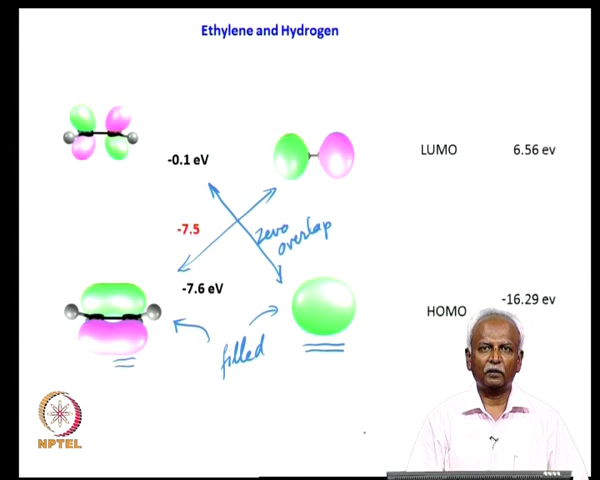 Ethylene and Hydrogen
-0.1 eV
LUMO 6.56 ev
-7.5
zero
overlap
-7.6 eV
-16.29 ev
HOMO
filled
NPTEL